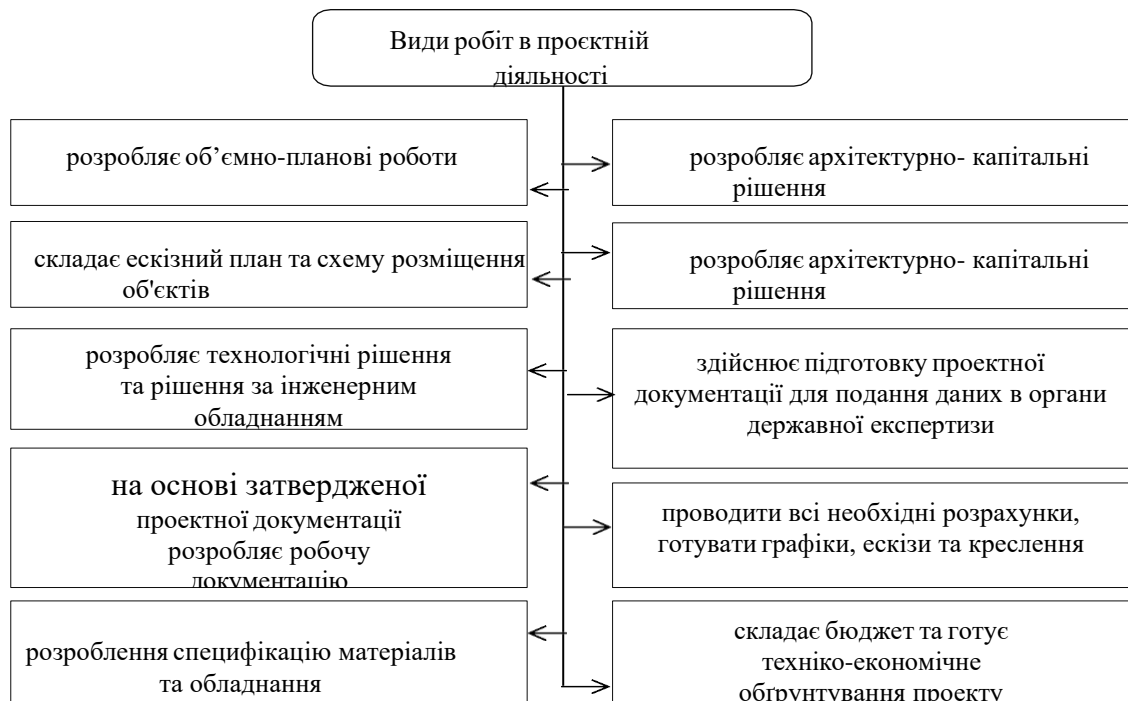 Види робіт в проєктній
діяльності
розробляє об’ємно-планові роботи
розробляє архітектурно- капітальні
рішення
складає ескізний план та схему розміщення
об'єктів
розробляє архітектурно- капітальні
рішення
розробляє технологічні рішення
та рішення за інженерним
обладнанням
здійснює підготовку проектної
документації для подання даних в органи
державної експертизи
на основі затвердженої
проектної документації
розробляє робочу
документацію
проводити всі необхідні розрахунки,
готувати графіки, ескізи та креслення
розроблення специфікацію матеріалів
та обладнання
складає бюджет та готує
техніко-економічне
обґрунтування проекту